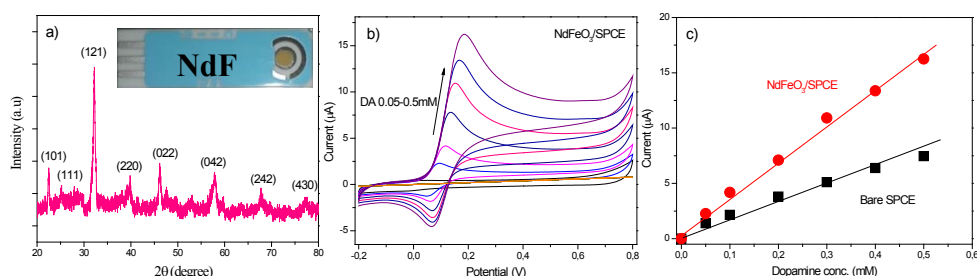 a)
NdF
(101)
(111)
(121)
(220)
(022)
(042)
(242)
(430)
Intensity (a.u)
20 30 40 50 60 70 80
2θ (degree)
b)
NdFeO₃/SPCE
DA 0.05-0.5mM
Current (µA)
15
10
5
0
-5
-0.2 0.0 0.2 0.4 0.6 0.8
Potential (V)
c)
NdFeO₃/SPCE
Bare SPCE
Current (µA)
20
15
10
5
0
0,0 0,1 0,2 0,3 0,4 0,5 0,6
Dopamine conc. (mM)